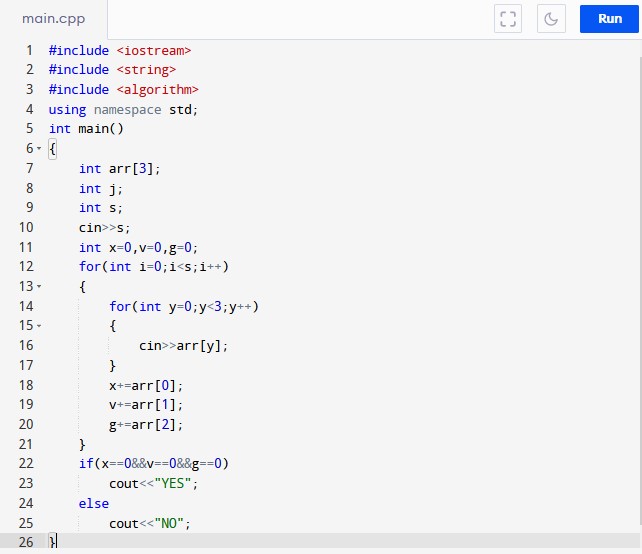 main.cpp
Run
1 #include <iostream>
2 #include <string>
3 #include <algorithm>
4 using namespace std;
5 int main()
6 {
7 int arr[3];
8 int j;
9 int s;
10 cin>>s;
11 int x=0,v=0,g=0;
12 for(int i=0;i<s;i++)
13 {
14 for(int y=0;y<3;y++)
15 {
16 cin>>arr[y];
17 }
18 x+=arr[0];
19 v+=arr[1];
20 g+=arr[2];
21 }
22 if(x==0&&v==0&&g==0)
23 cout<<"YES";
24 else
25 cout<<"NO";
26 }